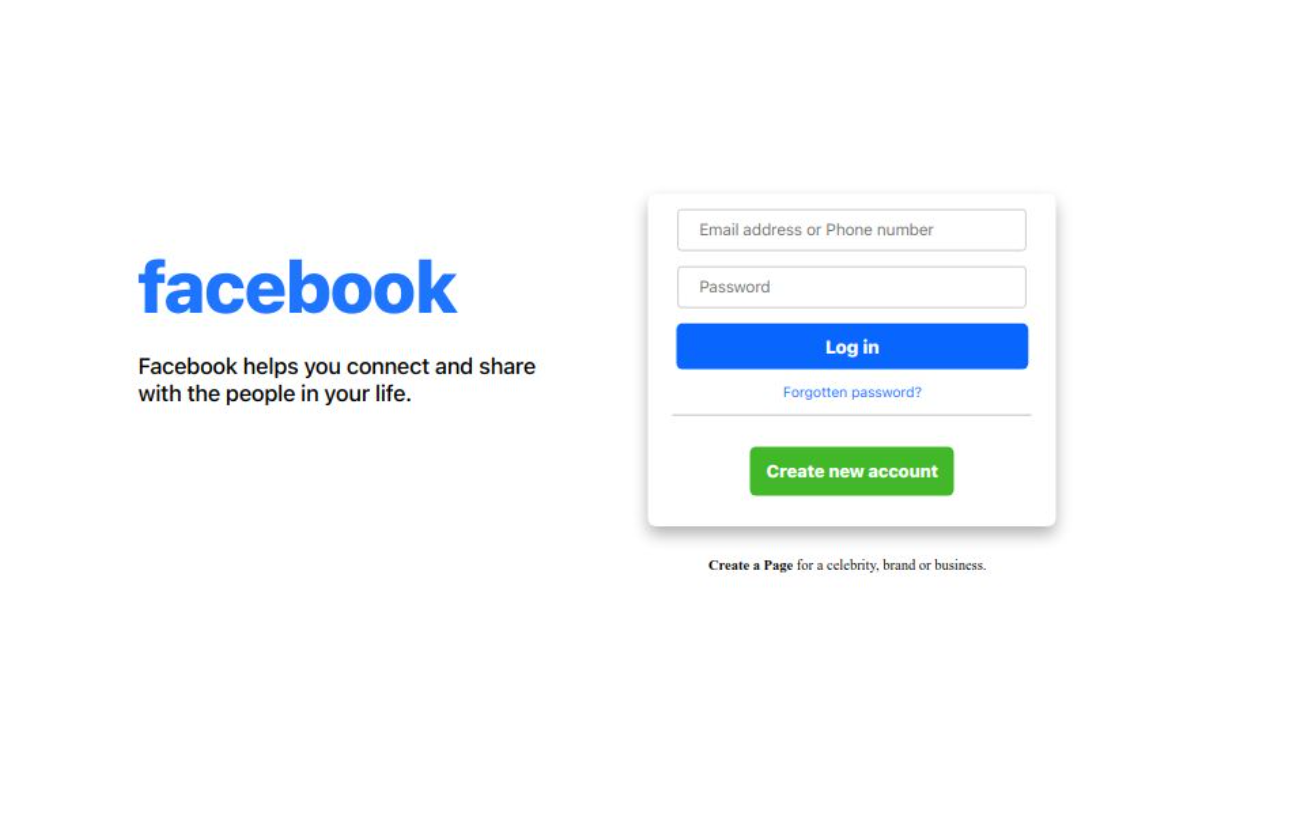 facebook
Facebook helps you connect and share
with the people in your life.
Email address or Phone number
Password
Log in
Forgotten password?
Create new account
Create a Page for a celebrity, brand or business.